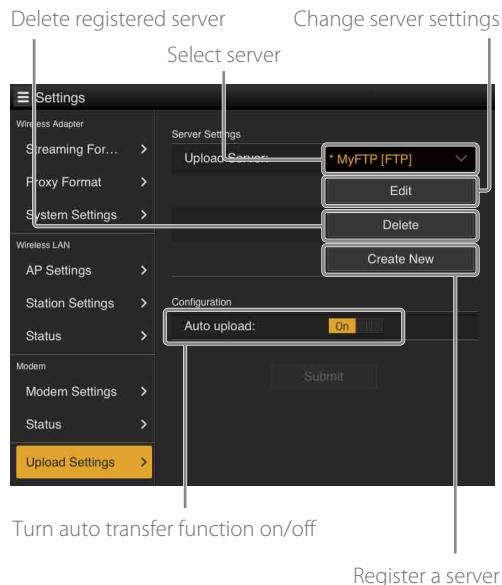 Delete registered server
Change server settings
Select server
Settings
Wireless Adapter
Streaming For...
Proxy Format
System Settings
Wireless LAN
AP Settings
Station Settings
Status
Modem
Modem Settings
Status
Upload Settings
Server Settings
Upload Server:
* MyFTP [FTP]
Edit
Delete
Create New
Configuration
Auto upload:
On
Submit
Turn auto transfer function on/off
Register a server